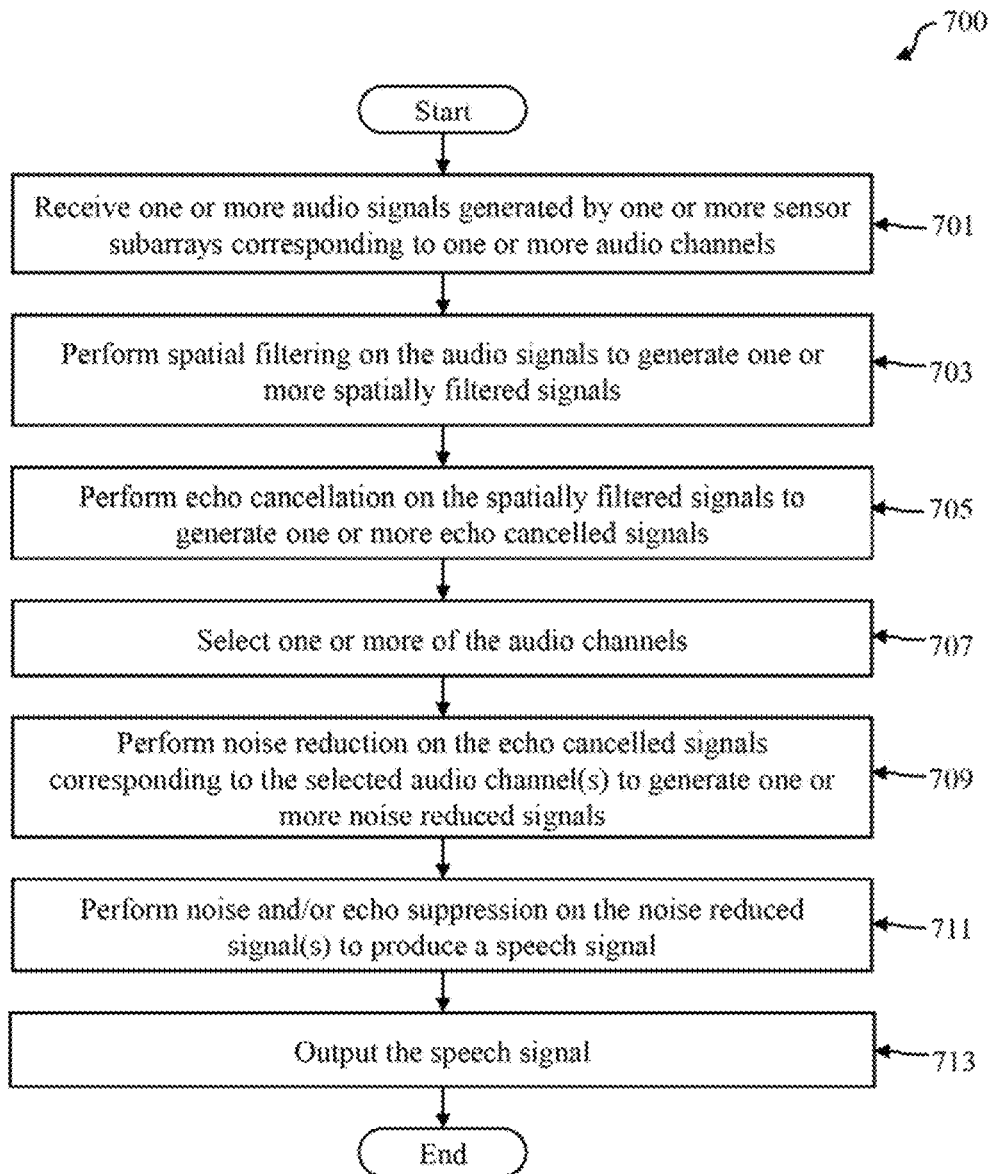 700
Start
Receive one or more audio signals generated by one or more sensor
subarrays corresponding to one or more audio channels
701
Perform spatial filtering on the audio signals to generate one or
more spatially filtered signals
703
Perform echo cancellation on the spatially filtered signals to
generate one or more echo cancelled signals
705
Select one or more of the audio channels
707
Perform noise reduction on the echo cancelled signals
corresponding to the selected audio channel(s) to generate one or
more noise reduced signals
709
Perform noise and/or echo suppression on the noise reduced
signal(s) to produce a speech signal
711
Output the speech signal
713
End